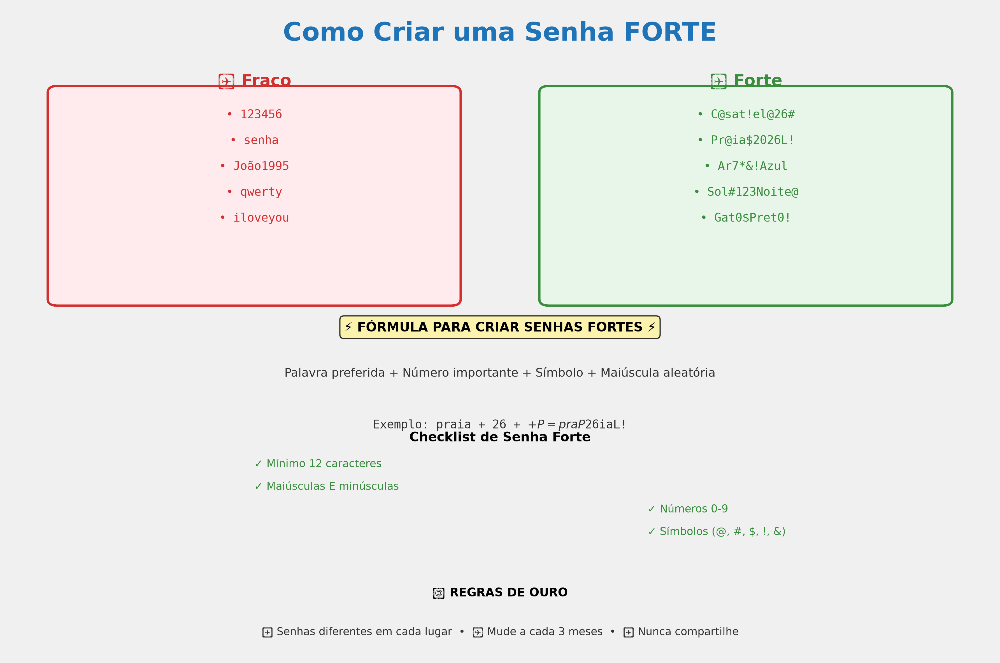 Como Criar uma Senha FORTE
Fraco
• 123456
• senha
• João1995
• qwerty
• iloveyou
Forte
• C@sat!el@26#
• Pr@ia$2026L!
• Ar7*&!Azul
• Sol#123Noite@
• Gat0$Pret0!
⚡ FÓRMULA PARA CRIAR SENHAS FORTES ⚡
Palavra preferida + Número importante + Símbolo + Maiúscula aleatória
Exemplo: praia + 26 + +P=praP26iaL!
Checklist de Senha Forte
✓ Mínimo 12 caracteres
✓ Maiúsculas E minúsculas
✓ Números 0-9
✓ Símbolos (@, #, $, !, &)
REGRAS DE OURO
Senhas diferentes em cada lugar • Mude a cada 3 meses • Nunca compartilhe